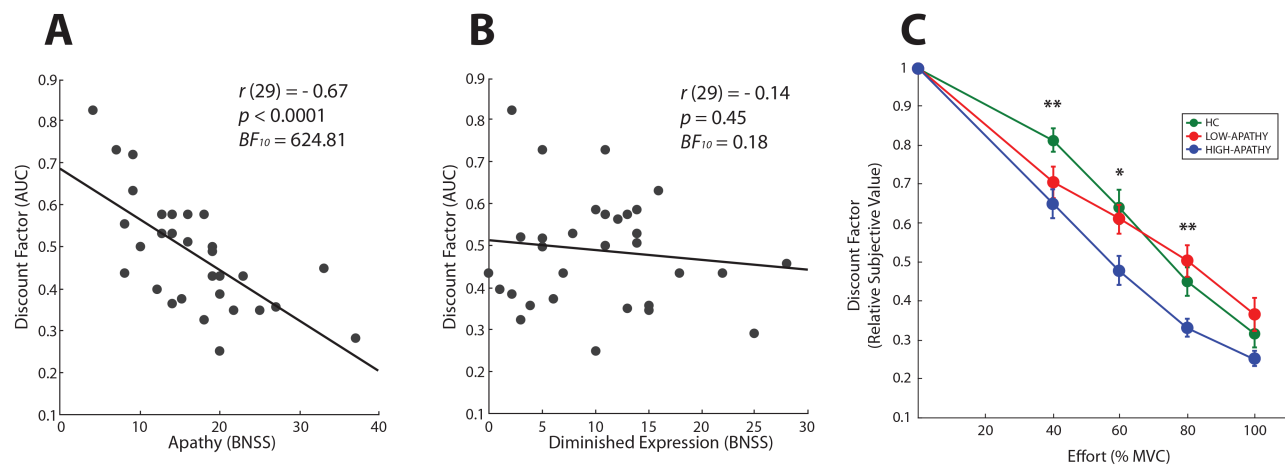 A
r (29) = - 0.67
p < 0.0001
BF₁₀ = 624.81
Discount Factor (AUC)
0.9
0.8
0.7
0.6
0.5
0.4
0.3
0.2
0.1
0 10 20 30 40
Apathy (BNSS)
B
r (29) = -0.14
p = 0.45
BF₁₀ = 0.18
Discount Factor (AUC)
0.9
0.8
0.7
0.6
0.5
0.4
0.3
0.2
0.1
0 5 10 15 20 25 30
Diminished Expression (BNSS)
C
HC
LOW-APATHY
HIGH-APATHY
**
*
**
Discount Factor
(Relative Subjective Value)
1
0.9
0.8
0.7
0.6
0.5
0.4
0.3
0.2
0.1
20 40 60 80 100
Effort (% MVC)